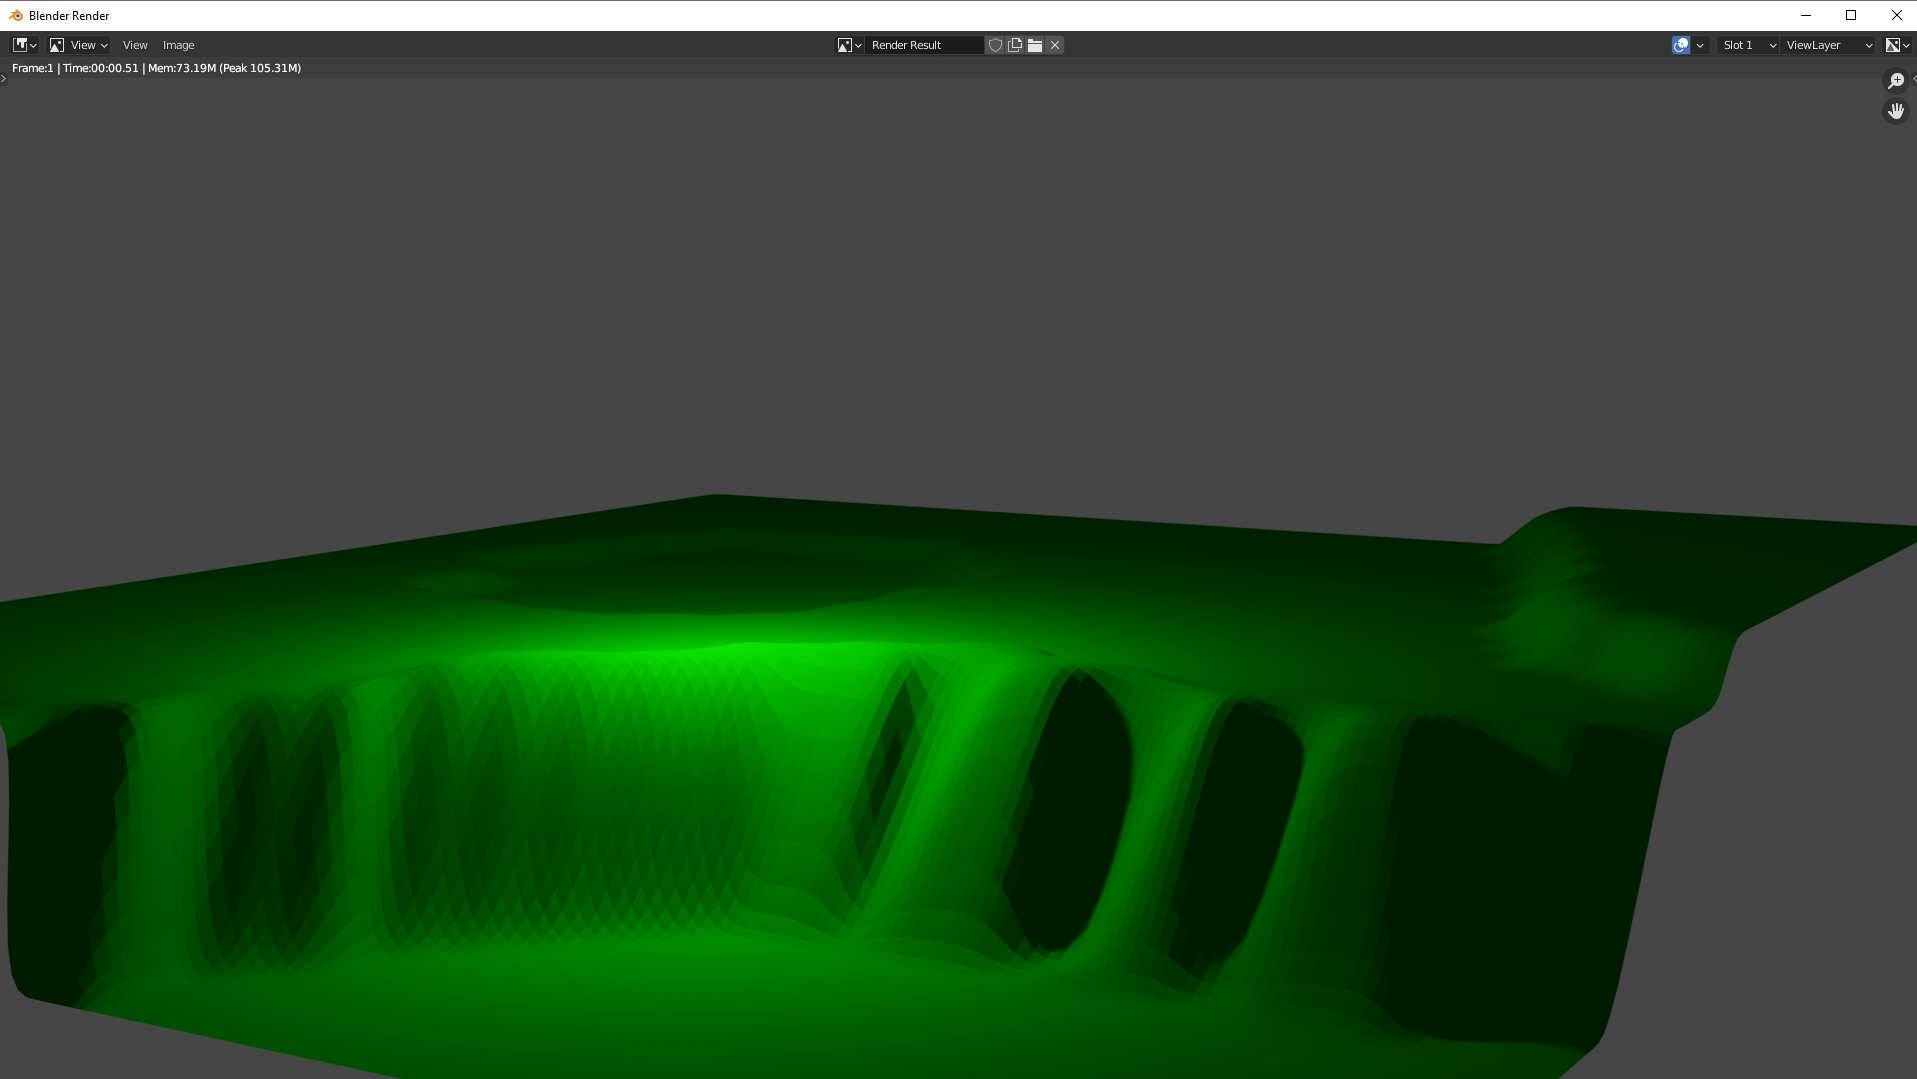 Blender Render
View View Image Render Result Slot 1 ViewLayer
Frame:1 | Time:00:00.51 | Mem:73.19M (Peak 105.31M)